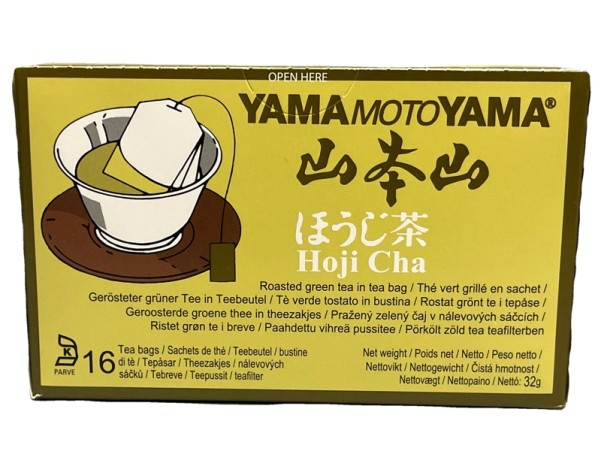 OPEN HERE
YAMAMOTOYAMA®
山本山
ほうじ茶
Hoji Cha
Roasted green tea in tea bag / Thé vert grillé en sachet /
Gerösteter grüner Tee in Teebeutel / Tè verde tostato in bustina / Rostat grönt te i tepåse /
Geroosterde groene thee in theezakjes / Pražený zelený čaj v nálevových sáčcích /
Ristet grøn te i breve / Paahdettu vihreä pussitee / Pörkölt zöld tea teafilterben
K
PARVE
16
Tea bags / Sachets de thé / Teebeutel / bustine
di tè / Tepåsar / Theezakjes / nálevových
sáčků / Tebreve / Teepussit / teafilter
Net weight / Poids net / Netto / Peso netto /
Nettovikt / Nettogewicht / Čistá hmotnost /
Nettovægt / Nettopaino / Nettó: 32g